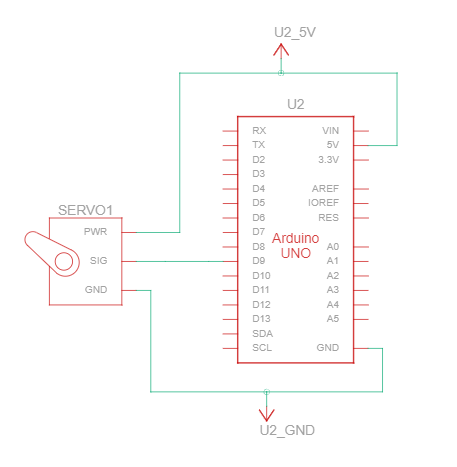 U2_5V
U2
RX
VIN
TX
5V
D2
3.3V
D3
D4
AREF
SERVO1
D5
IOREF
D6
RES
PWR
D7
Arduino
UNO
D8
A0
SIG
D9
A1
D10
A2
GND
D11
A3
D12
A4
D13
A5
SDA
SCL
GND
U2_GND